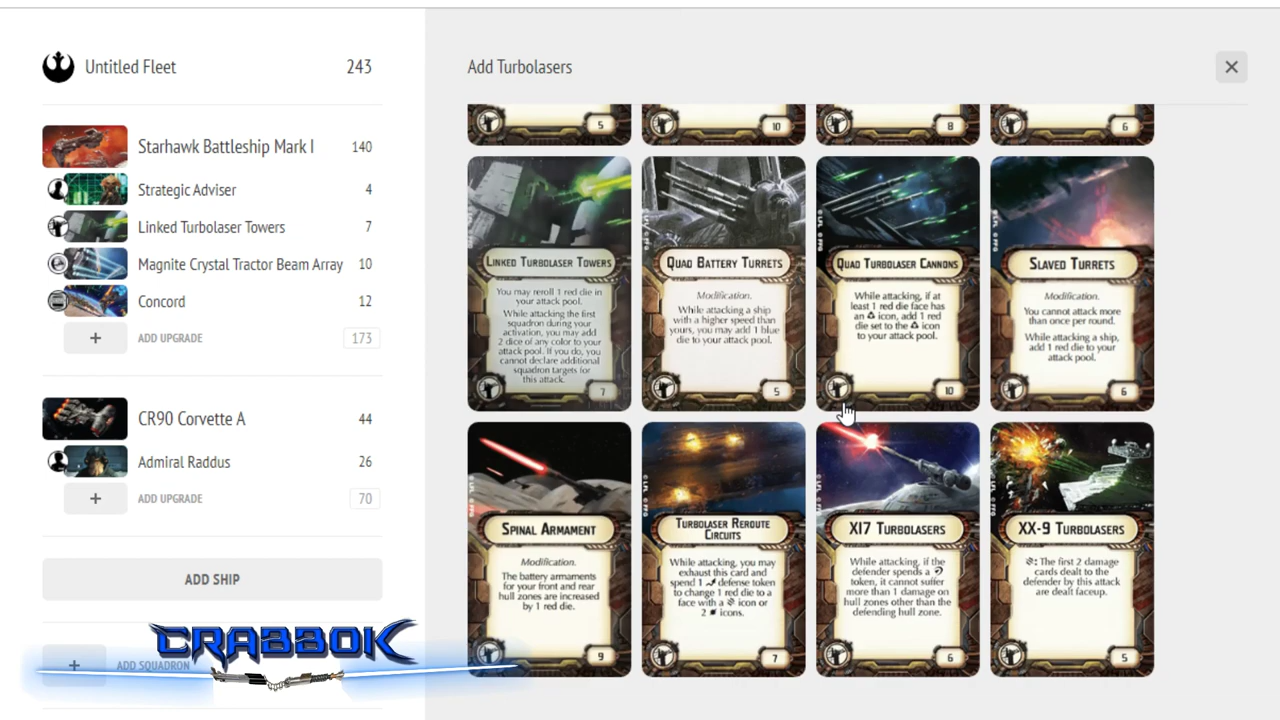 Untitled Fleet 243
Starhawk Battleship Mark I 140
Strategic Adviser 4
Linked Turbolaser Towers 7
Magnite Crystal Tractor Beam Array 10
Concord 12
+ ADD UPGRADE 173
CR90 Corvette A 44
Admiral Raddus 26
+ ADD UPGRADE 70
ADD SHIP
+ ADD SQUADRON
CRABBOK
Add Turbolasers
5
10
8
6
LINKED TURBOLASER TOWERS
You may reroll 1 red die in
your attack pool.
While attacking the first
squadron during your
activation, you may add
2 dice of any color to your
attack pool. If you do, you
cannot declare additional
squadron targets for
this attack.
7
QUAD BATTERY TURRETS
Modification.
While attacking a ship
with a higher speed than
yours, you may add 1 blue
die to your attack pool.
5
QUAD TURBOLASER CANNONS
While attacking, if at
least 1 red die face has
an icon, add 1 red
die set to the icon
to your attack pool.
10
SLAVED TURRETS
Modification.
You cannot attack more
than once per round.
While attacking a ship,
add 1 red die to your
attack pool.
6
SPINAL ARMAMENT
Modification.
The battery armaments
for your front and rear
hull zones are increased
by 1 red die.
9
TURBOLASER REROUTE
CIRCUITS
While attacking, you may
exhaust this card and
spend 1 defense token
to change 1 red die to a
face with a icon or
2 icons.
7
XI7 TURBOLASERS
While attacking, if the
defender spends a
token, it cannot suffer
more than 1 damage on
hull zones other than the
defending hull zone.
6
XX-9 TURBOLASERS
: The first 2 damage
cards dealt to the
defender by this attack
are dealt faceup.
5